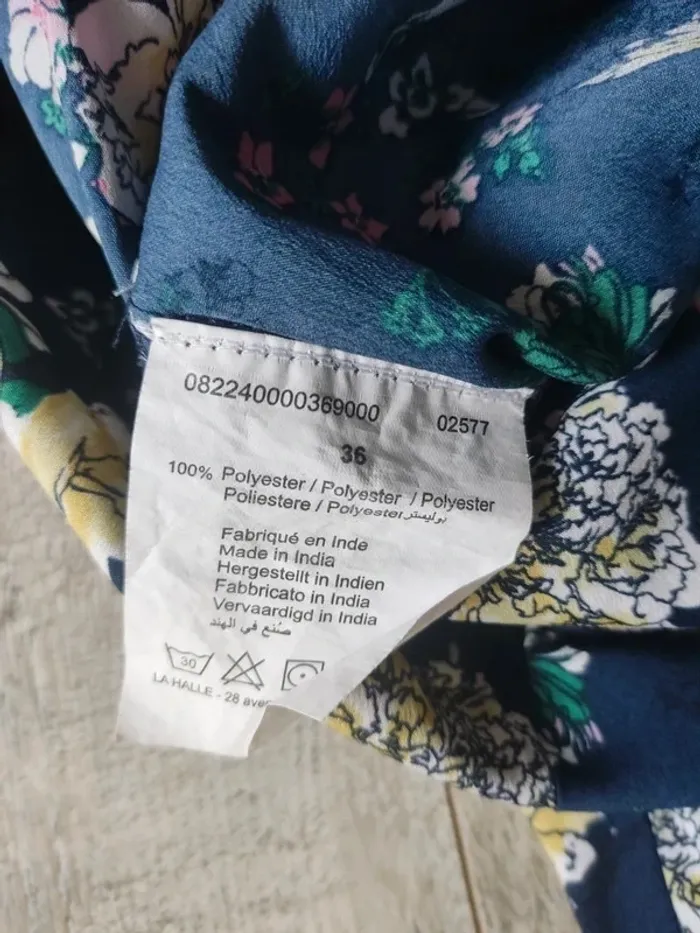 082240000369000 02577
36
100% Polyester / Polyester / Polyester
Poliestere / Polyester بوليستر
Fabriqué en Inde
Made in India
Hergestellt in Indien
Fabbricato in India
Vervaardigd in India
صنع في الهند
30
LA HALLE - 28